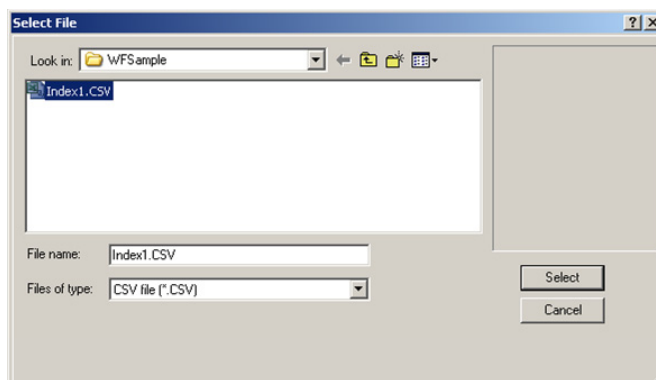 Select File
Look in: WFSample
Index1.CSV
File name: Index1.CSV
Files of type: CSV file (*.CSV)
Select
Cancel